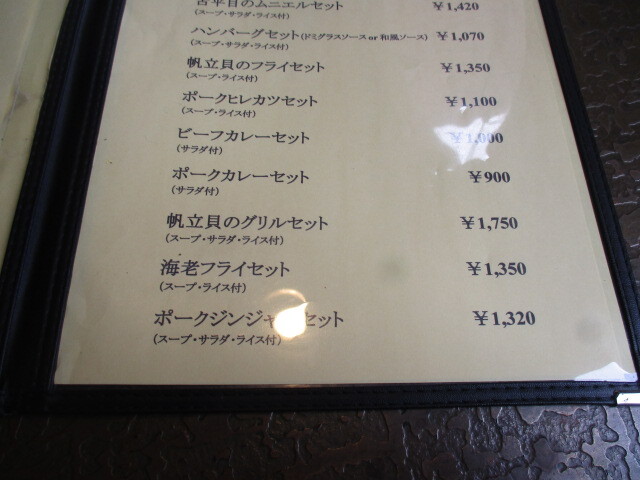 舌平目のムニエルセット ¥1,420
(スープ・サラダ・ライス付)
ハンバーグセット(ドミグラスソース or 和風ソース) ¥1,070
(スープ・サラダ・ライス付)
帆立貝のフライセット ¥1,350
(スープ・ライス付)
ポークヒレカツセット ¥1,100
(スープ・ライス付)
ビーフカレーセット ¥1,000
(サラダ付)
ポークカレーセット ¥900
(サラダ付)
帆立貝のグリルセット ¥1,750
(スープ・サラダ・ライス付)
海老フライセット ¥1,350
(スープ・ライス付)
ポークジンジャーセット ¥1,320
(スープ・サラダ・ライス付)